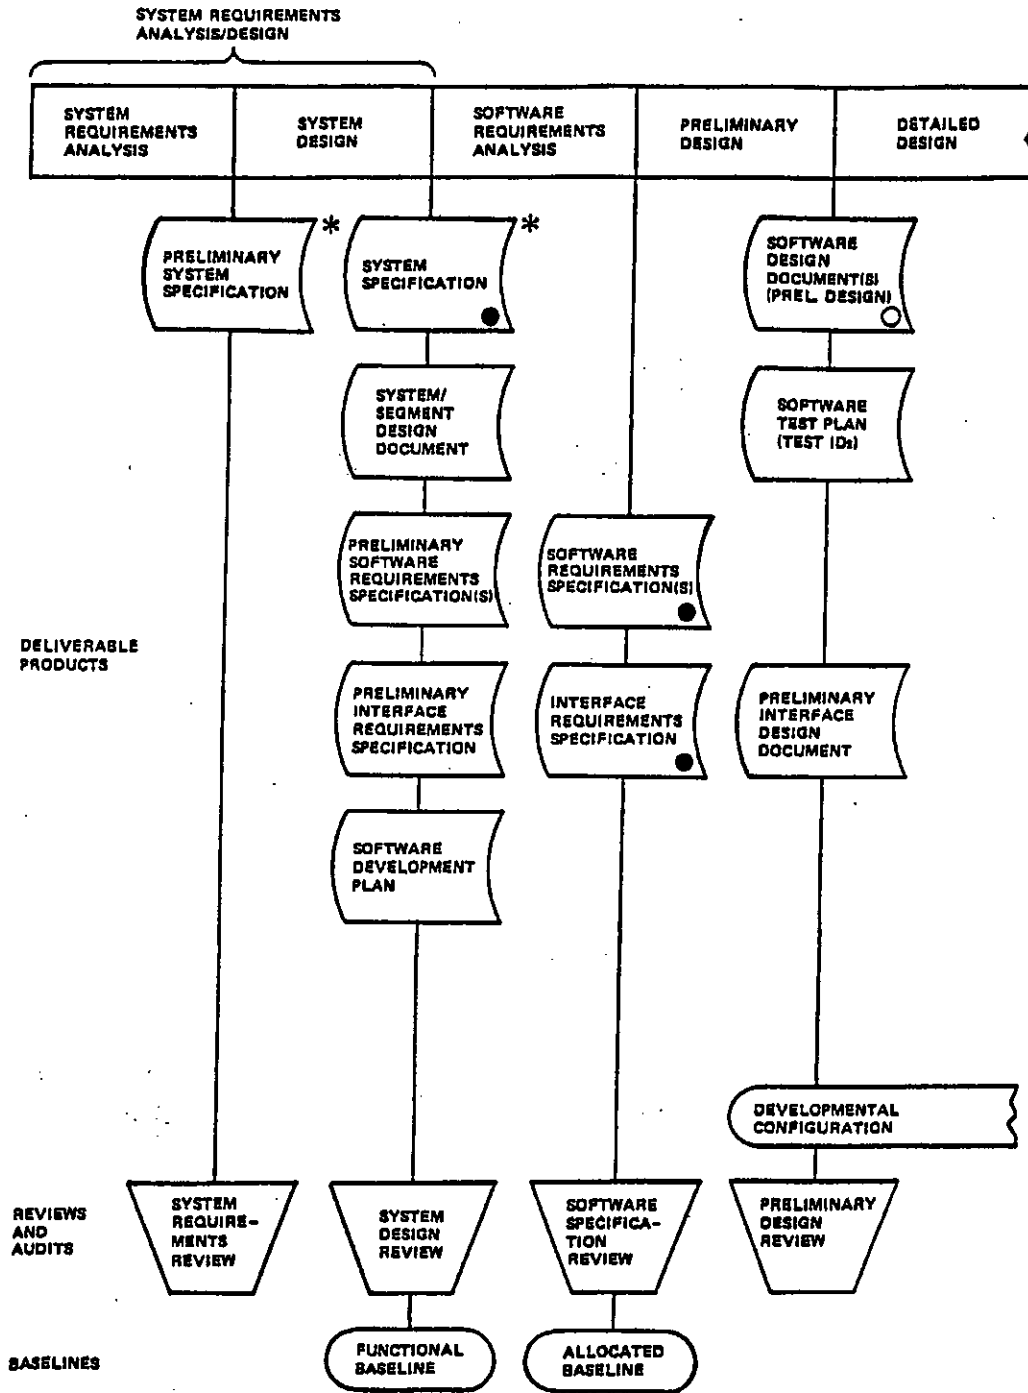 SYSTEM REQUIREMENTS
ANALYSIS/DESIGN
SYSTEM
REQUIREMENTS
ANALYSIS
SYSTEM
DESIGN
SOFTWARE
REQUIREMENTS
ANALYSIS
PRELIMINARY
DESIGN
DETAILED
DESIGN
PRELIMINARY
SYSTEM
SPECIFICATION
*
SYSTEM
SPECIFICATION
*
SOFTWARE
DESIGN
DOCUMENT(S)
(PREL. DESIGN)
SYSTEM/
SEGMENT
DESIGN
DOCUMENT
SOFTWARE
TEST PLAN
(TEST IDs)
PRELIMINARY
SOFTWARE
REQUIREMENTS
SPECIFICATION(S)
SOFTWARE
REQUIREMENTS
SPECIFICATION(S)
DELIVERABLE
PRODUCTS
PRELIMINARY
INTERFACE
REQUIREMENTS
SPECIFICATION
INTERFACE
REQUIREMENTS
SPECIFICATION
PRELIMINARY
INTERFACE
DESIGN
DOCUMENT
SOFTWARE
DEVELOPMENT
PLAN
DEVELOPMENTAL
CONFIGURATION
REVIEWS
AND
AUDITS
SYSTEM
REQUIRE-
MENTS
REVIEW
SYSTEM
DESIGN
REVIEW
SOFTWARE
SPECIFICA-
TION
REVIEW
PRELIMINARY
DESIGN
REVIEW
BASELINES
FUNCTIONAL
BASELINE
ALLOCATED
BASELINE